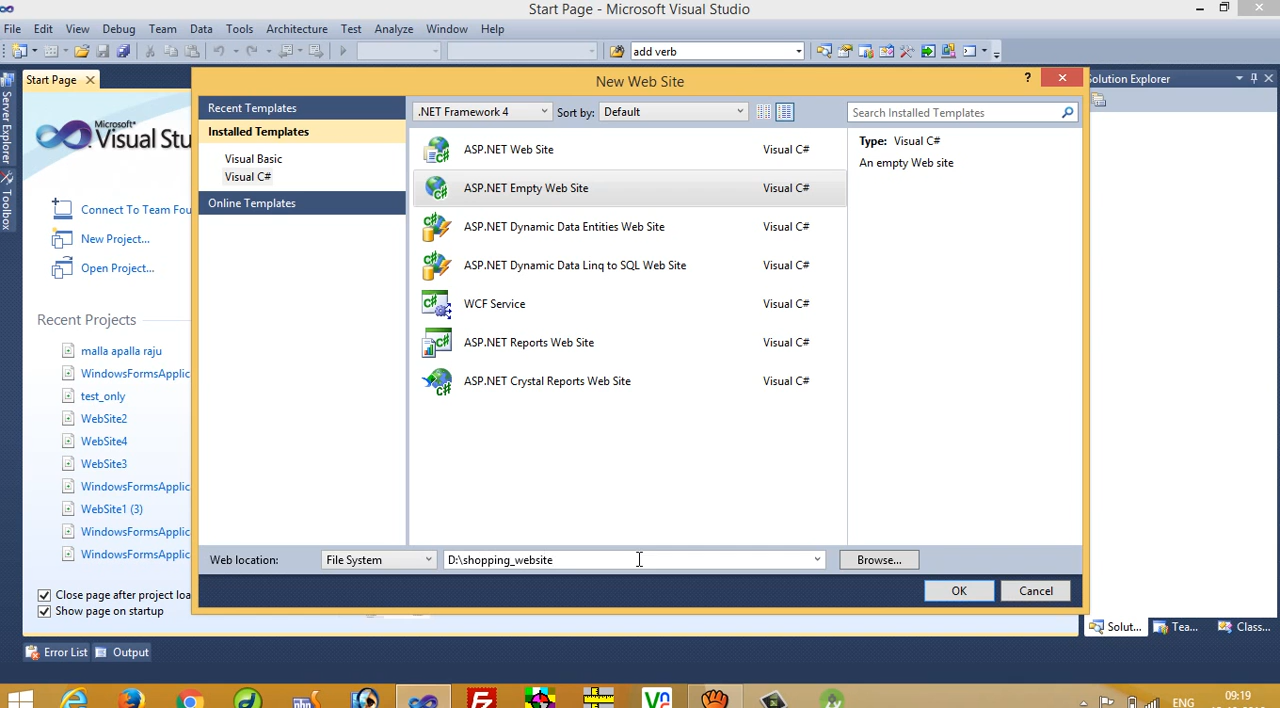 Start Page - Microsoft Visual Studio
File Edit View Debug Team Data Tools Architecture Test Analyze Window Help
add verb
Start Page
New Web Site
?
olution Explorer
Server Explorer
Toolbox
Microsoft®
Visual Stu
Connect To Team Fou
New Project...
Open Project...
Recent Projects
malla apalla raju
WindowsFormsApplic
test_only
WebSite2
WebSite4
WebSite3
WindowsFormsApplic
WebSite1 (3)
WindowsFormsApplic
WindowsFormsApplic
Close page after project loa
Show page on startup
Recent Templates
Installed Templates
Visual Basic
Visual C#
Online Templates
.NET Framework 4
Sort by:
Default
Search Installed Templates
ASP.NET Web Site Visual C#
ASP.NET Empty Web Site Visual C#
ASP.NET Dynamic Data Entities Web Site Visual C#
ASP.NET Dynamic Data Linq to SQL Web Site Visual C#
WCF Service Visual C#
ASP.NET Reports Web Site Visual C#
ASP.NET Crystal Reports Web Site Visual C#
Type: Visual C#
An empty Web site
Web location:
File System
D:\shopping_website
Browse...
OK
Cancel
Solut...
Tea...
Class...
Error List
Output
ENG
09:19